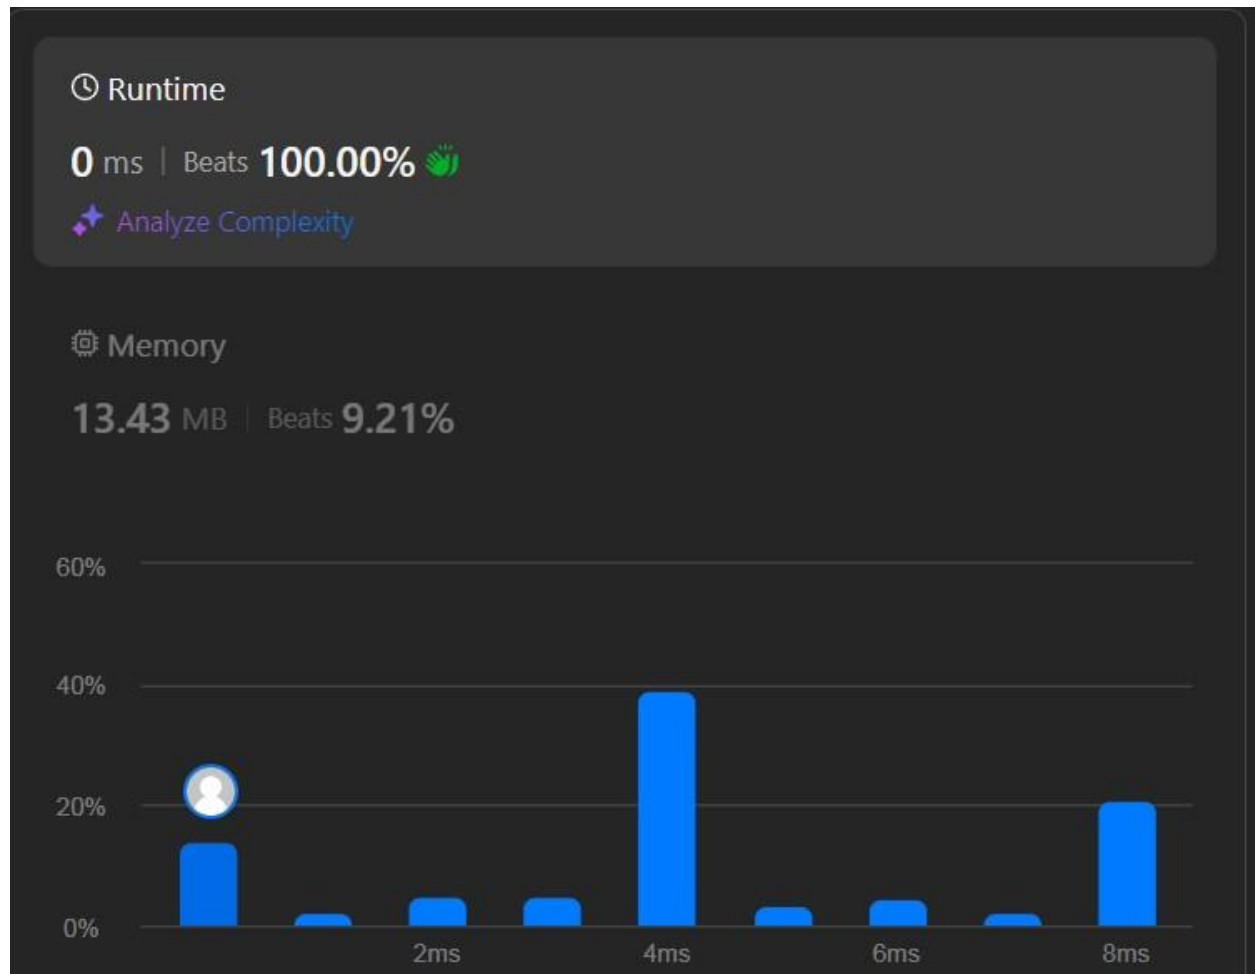 Runtime
0 ms | Beats 100.00%
Analyze Complexity
Memory
13.43 MB | Beats 9.21%
60%
40%
20%
0%
2ms 4ms 6ms 8ms